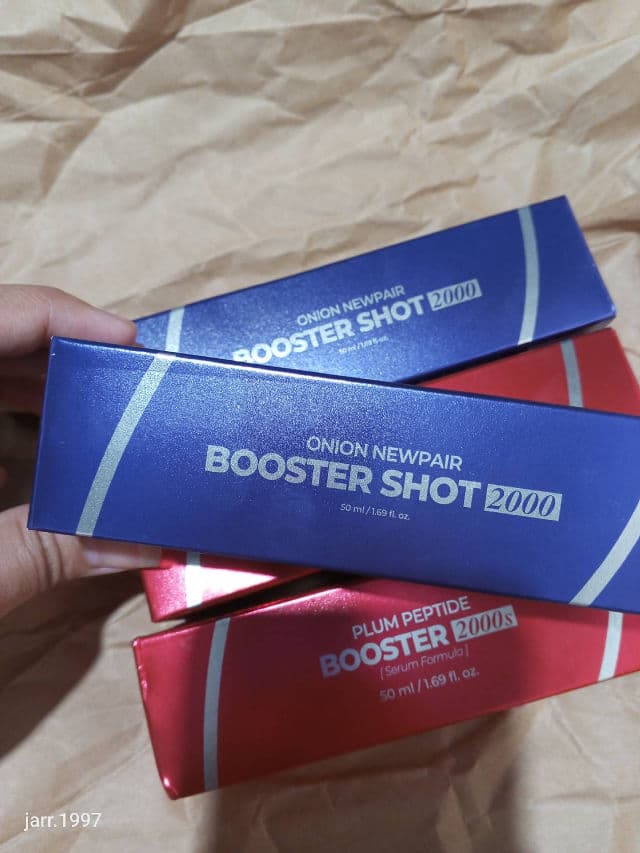 ONION NEWPAIR
BOOSTER SHOT 2000
50 ml / 1.69 fl. oz.
ONION NEWPAIR
BOOSTER SHOT 2000
50 ml / 1.69 fl. oz.
PLUM PEPTIDE
BOOSTER 2000s
[ Serum Formula ]
50 ml / 1.69 fl. oz.
jarr.1997